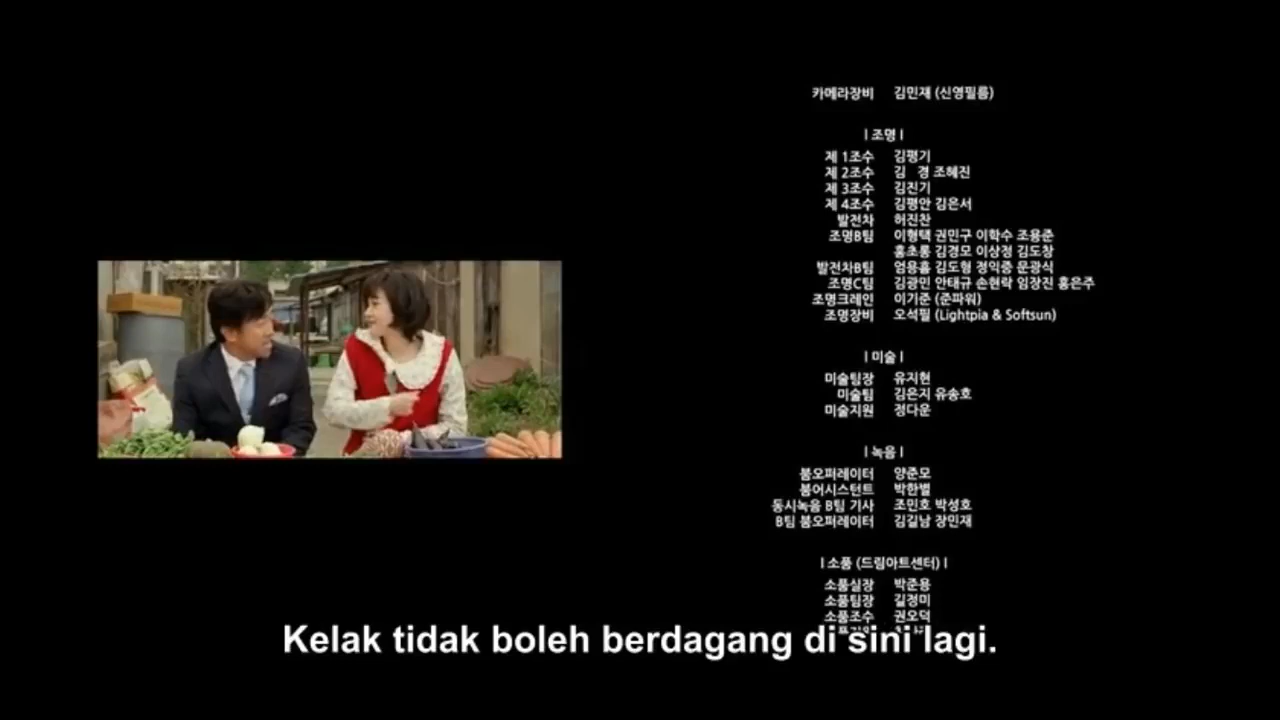 카메라장비 김민재 (신영필름)
| 조명 |
제 1조수 김평기
제 2조수 김 경 조혜진
제 3조수 김진기
제 4조수 김평안 김은서
발전차 허진찬
조명B팀 이형택 권민구 이학수 조용준
홍초롱 김경모 이상정 김도창
발전차B팀 엄용흠 김도형 정익중 문광식
조명C팀 김광민 안태규 손현락 임장진 홍은주
조명크레인 이기준 (준파워)
조명장비 오석필 (Lightpia & Softsun)
| 미술 |
미술팀장 유지현
미술팀 김은지 유송호
미술지원 정다운
| 녹음 |
붐오퍼레이터 양준모
붐어시스턴트 박한별
동시녹음 B팀 기사 조민호 박성호
B팀 붐오퍼레이터 김길남 장민재
| 소품 (드림아트센터) |
소품실장 박준용
소품팀장 길정미
소품조수 권오덕
Kelak tidak boleh berdagang di sini lagi.